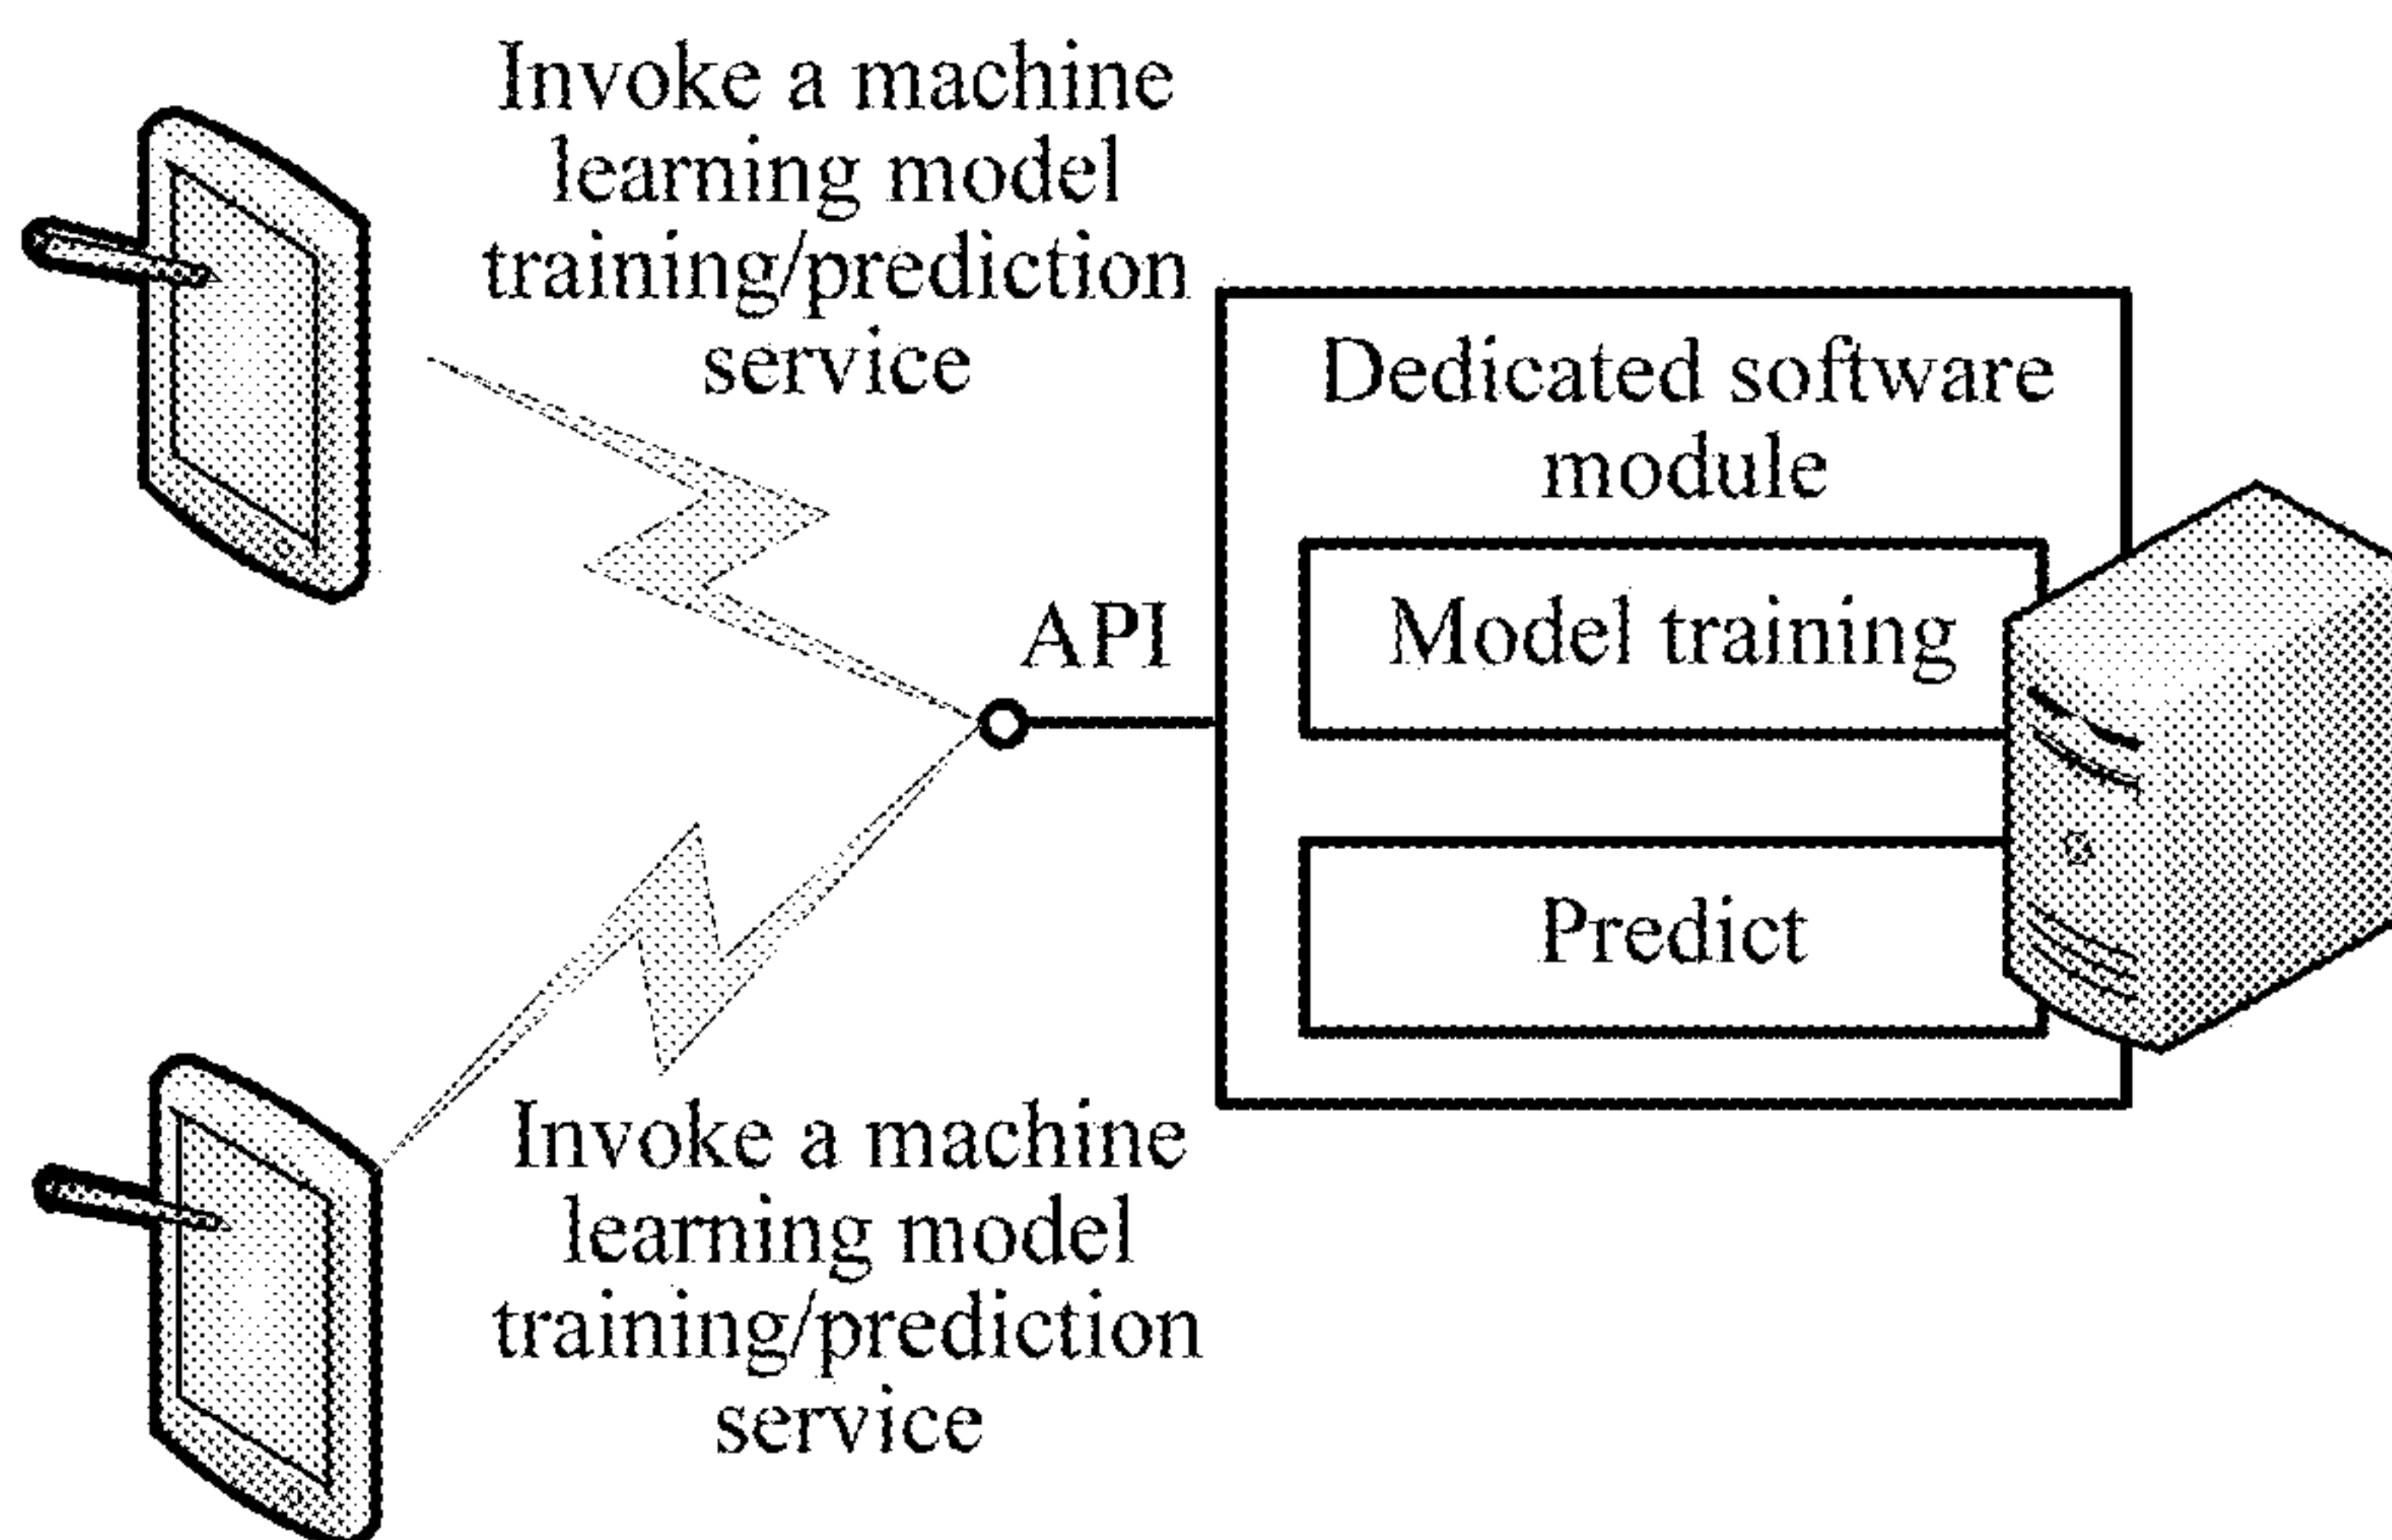 Invoke a machine
learning model
training/prediction
service
Dedicated software
module
Model training
API
Predict
Invoke a machine
learning model
training/prediction
service